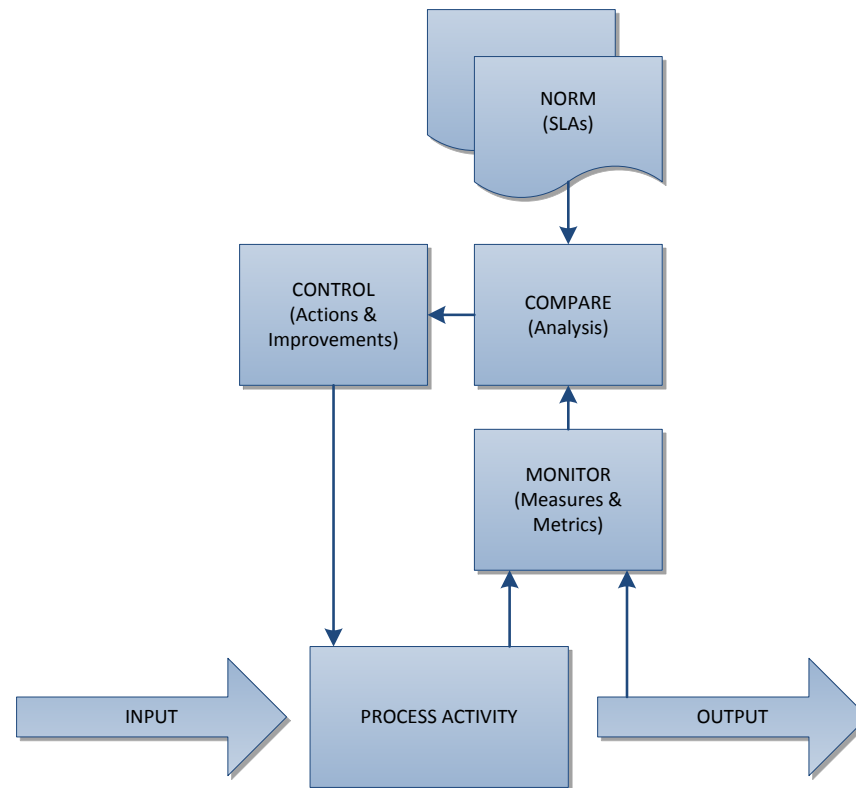 NORM
(SLAs)
CONTROL
(Actions &
Improvements)
COMPARE
(Analysis)
MONITOR
(Measures &
Metrics)
INPUT
PROCESS ACTIVITY
OUTPUT